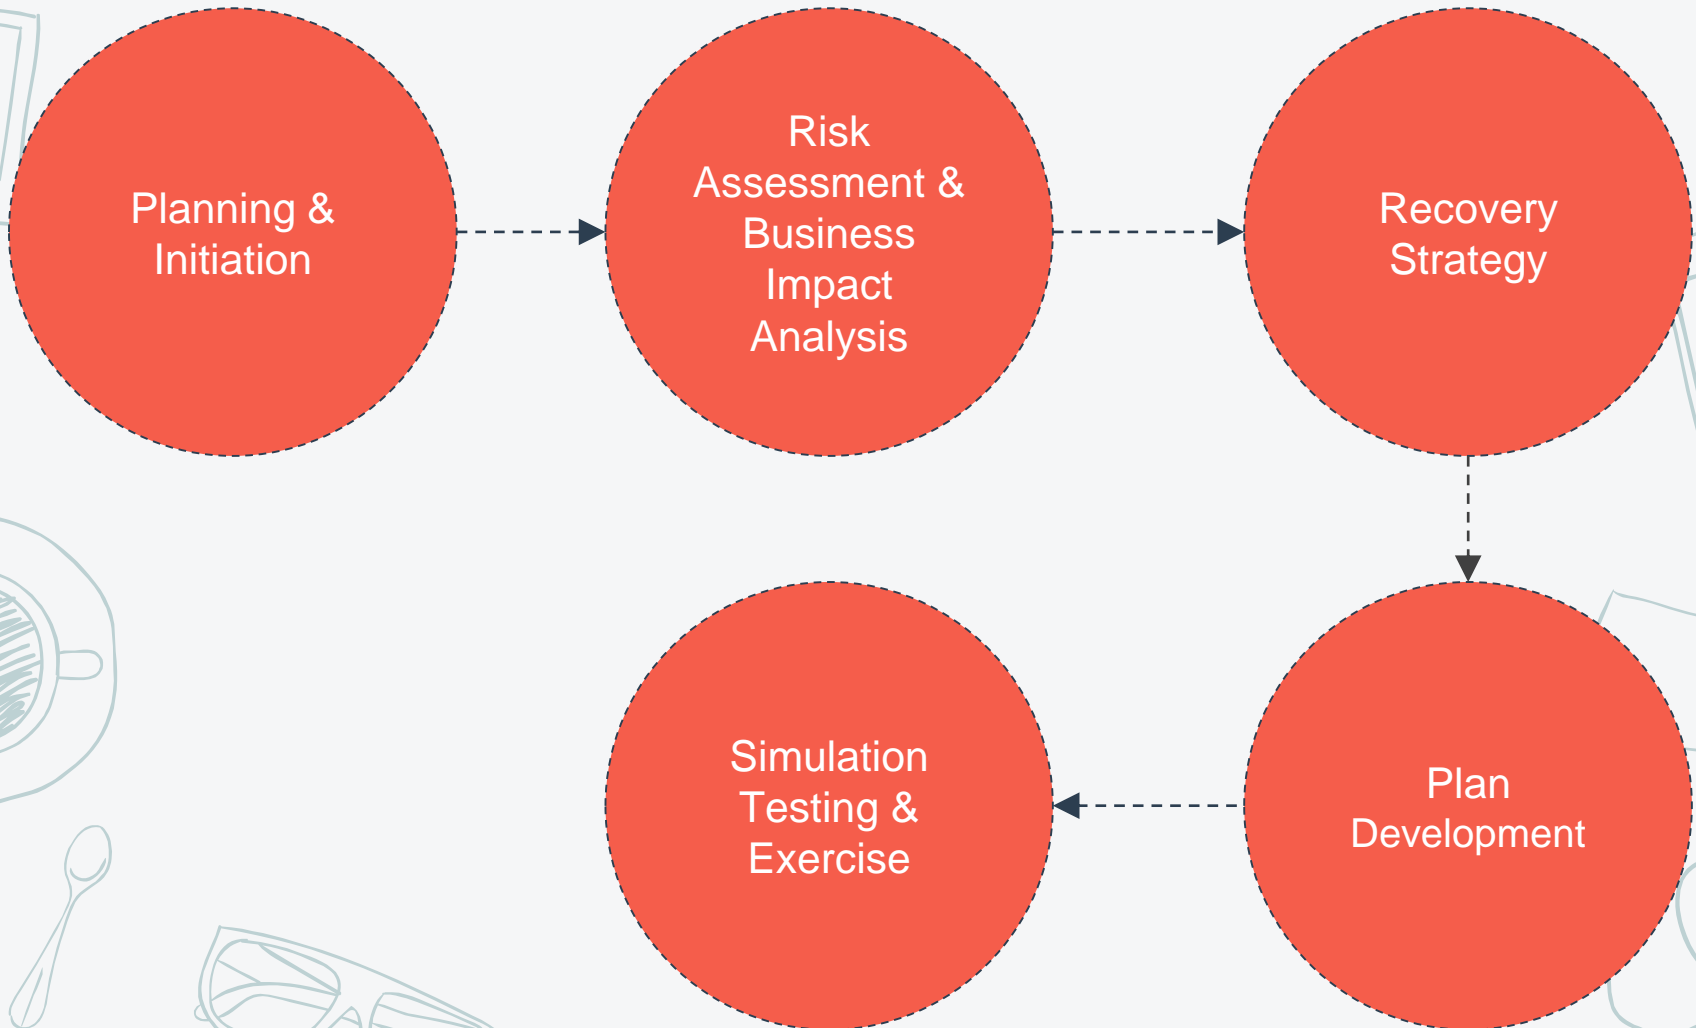 Planning &
Initiation
Risk
Assessment &
Business
Impact
Analysis
Recovery
Strategy
Simulation
Testing &
Exercise
Plan
Development